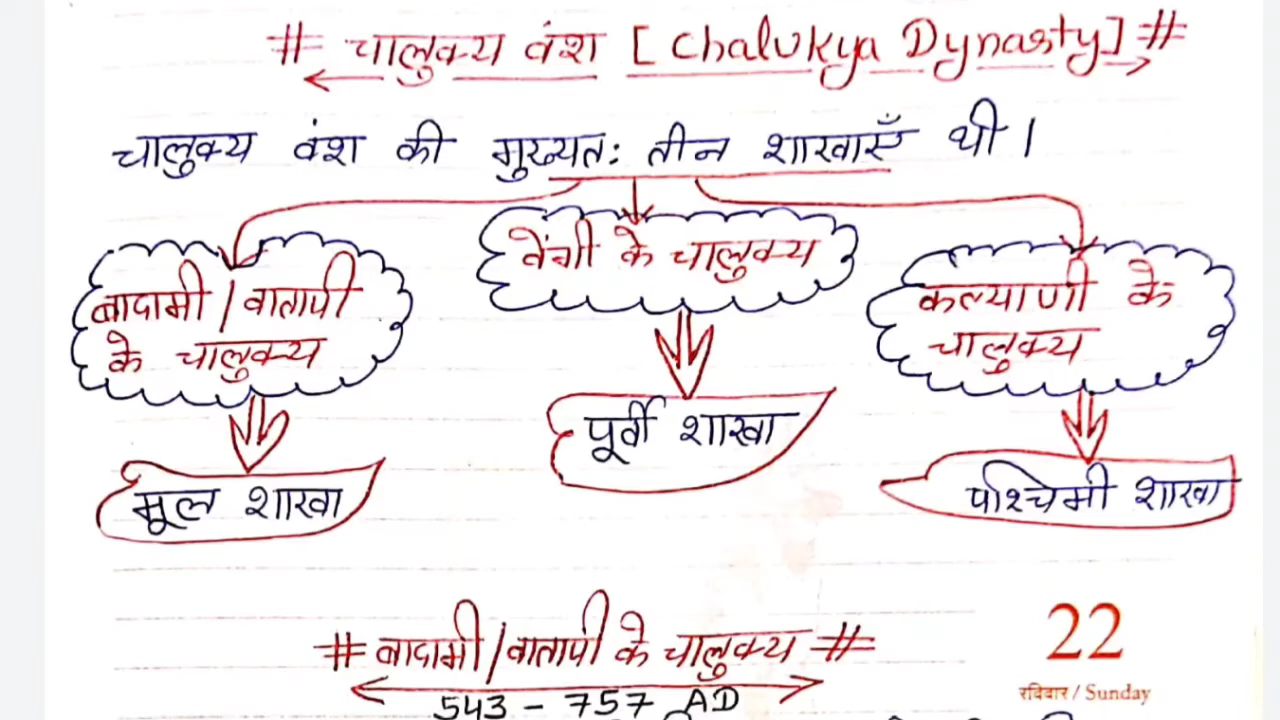 # चालुक्य वंश [Chalukya Dynasty] #
चालुक्य वंश की मुख्यतः तीन शाखाएँ थी।
बादामी/वातापी
के चालुक्य
वेंगी के चालुक्य
कल्याणी के
चालुक्य
मूल शाखा
पूर्वी शाखा
पश्चिमी शाखा
# बादामी/वातापी के चालुक्य #
543 - 757 AD
22
रविवार / Sunday